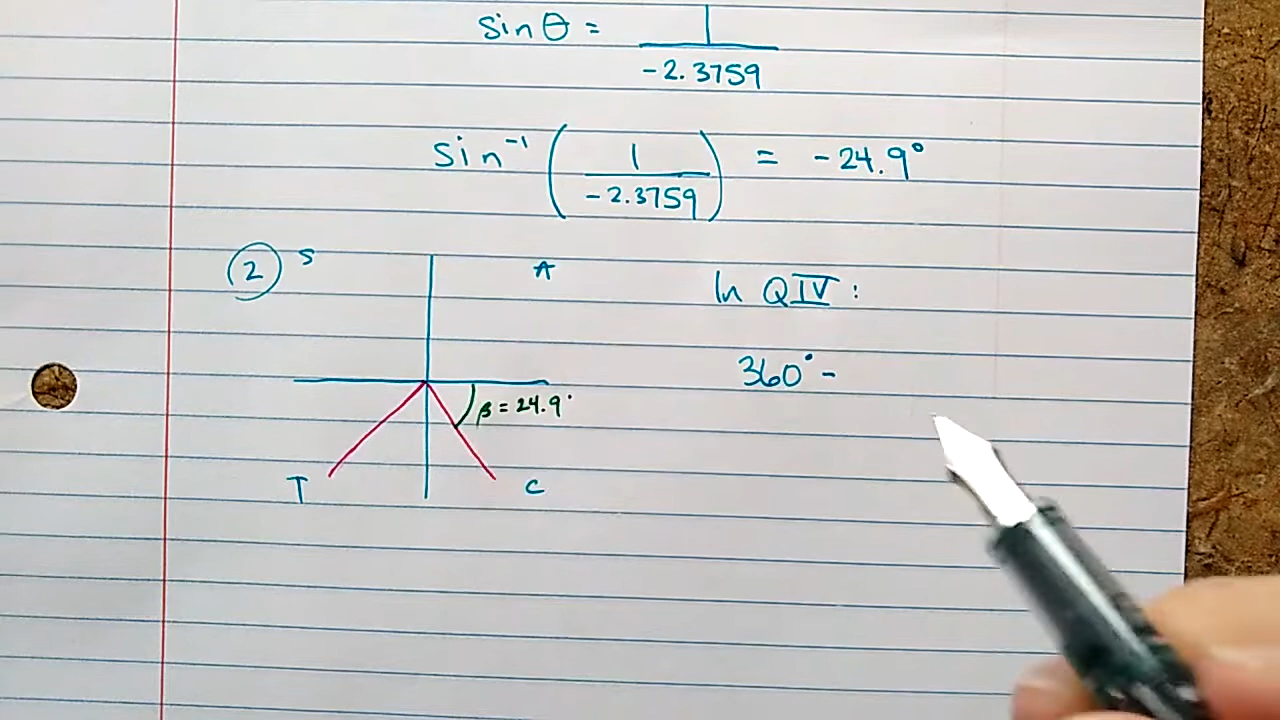 sin θ = 1 / -2.3759
sin⁻¹ ( 1 / -2.3759 ) = -24.9°
② S A In QIV:
360° -
β = 24.9°
T C